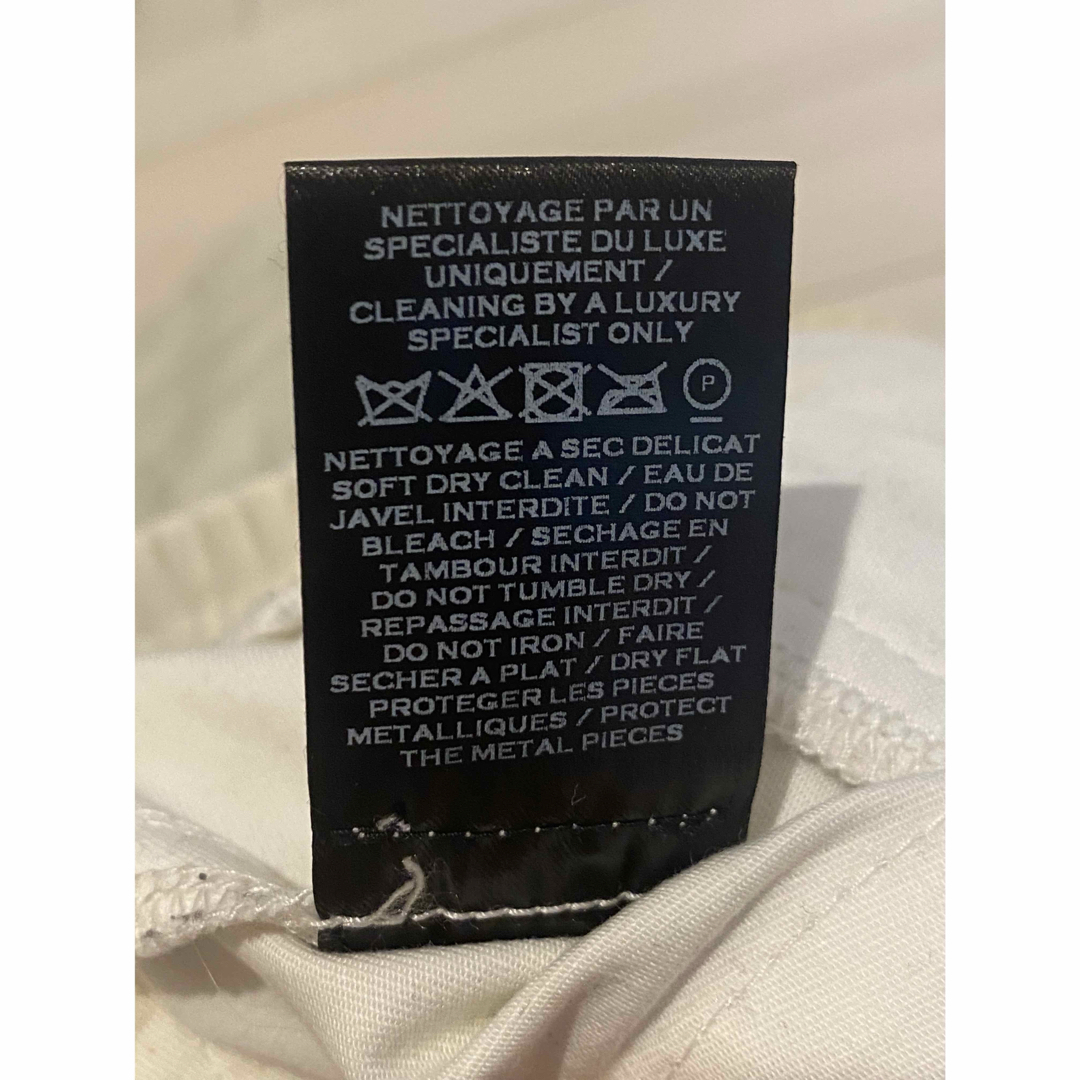 NETTOYAGE PAR UN
SPECIALISTE DU LUXE
UNIQUEMENT /
CLEANING BY A LUXURY
SPECIALIST ONLY
P
NETTOYAGE A SEC DELICAT
SOFT DRY CLEAN / EAU DE
JAVEL INTERDITE / DO NOT
BLEACH / SECHAGE EN
TAMBOUR INTERDIT /
DO NOT TUMBLE DRY /
REPASSAGE INTERDIT /
DO NOT IRON / FAIRE
SECHER A PLAT / DRY FLAT
PROTEGER LES PIECES
METALLIQUES / PROTECT
THE METAL PIECES